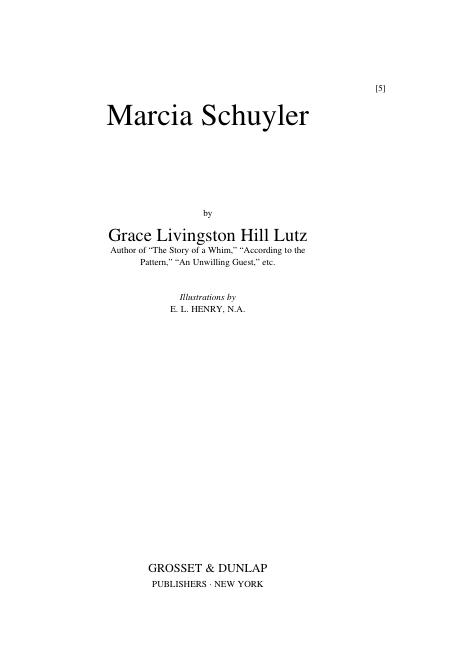 [5]
Marcia Schuyler
by
Grace Livingston Hill Lutz
Author of “The Story of a Whim,” “According to the
Pattern,” “An Unwilling Guest,” etc.
Illustrations by
E. L. HENRY, N.A.
GROSSET & DUNLAP
PUBLISHERS · NEW YORK